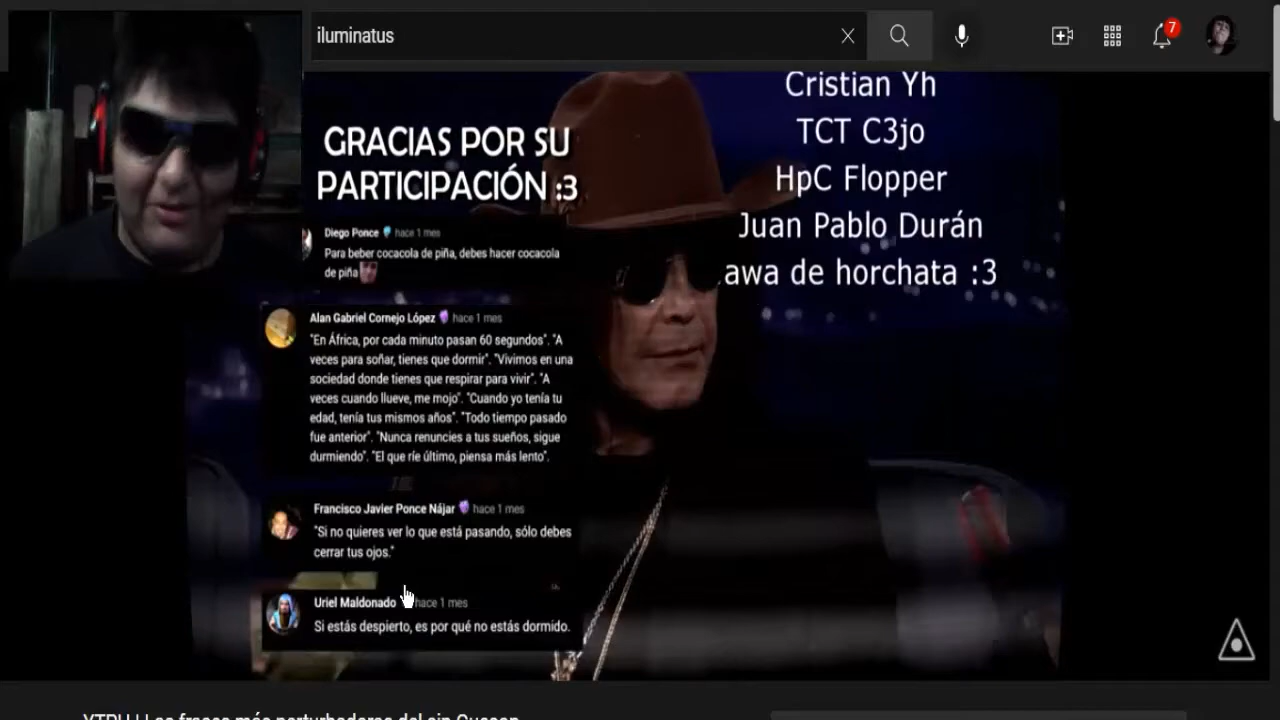 iluminatus
7
Cristian Yh
TCT C3jo
HpC Flopper
Juan Pablo Durán
awa de horchata :3
GRACIAS POR SU
PARTICIPACIÓN :3
Diego Ponce hace 1 mes
Para beber cocacola de piña, debes hacer cocacola
de piña
Alan Gabriel Cornejo López hace 1 mes
"En África, por cada minuto pasan 60 segundos". "A
veces para soñar, tienes que dormir". "Vivimos en una
sociedad donde tienes que respirar para vivir". "A
veces cuando llueve, me mojo". "Cuando yo tenía tu
edad, tenía tus mismos años". "Todo tiempo pasado
fue anterior". "Nunca renuncies a tus sueños, sigue
durmiendo". "El que ríe último, piensa más lento".
Francisco Javier Ponce Nájar hace 1 mes
"Si no quieres ver lo que está pasando, sólo debes
cerrar tus ojos."
Uriel Maldonado hace 1 mes
Si estás despierto, es por qué no estás dormido.